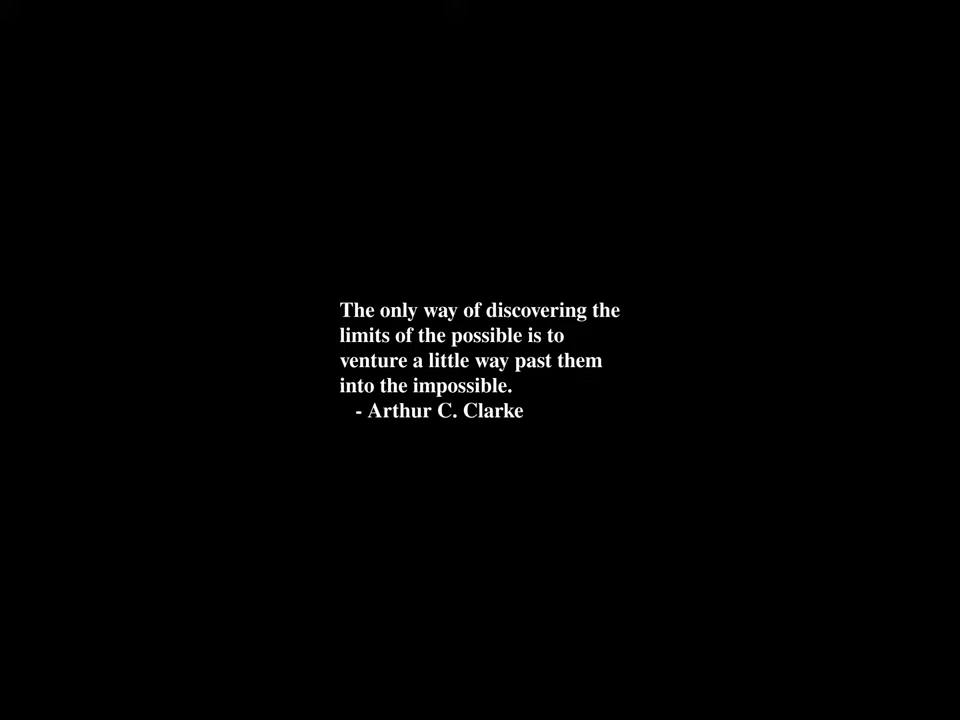 The only way of discovering the
limits of the possible is to
venture a little way past them
into the impossible.
- Arthur C. Clarke